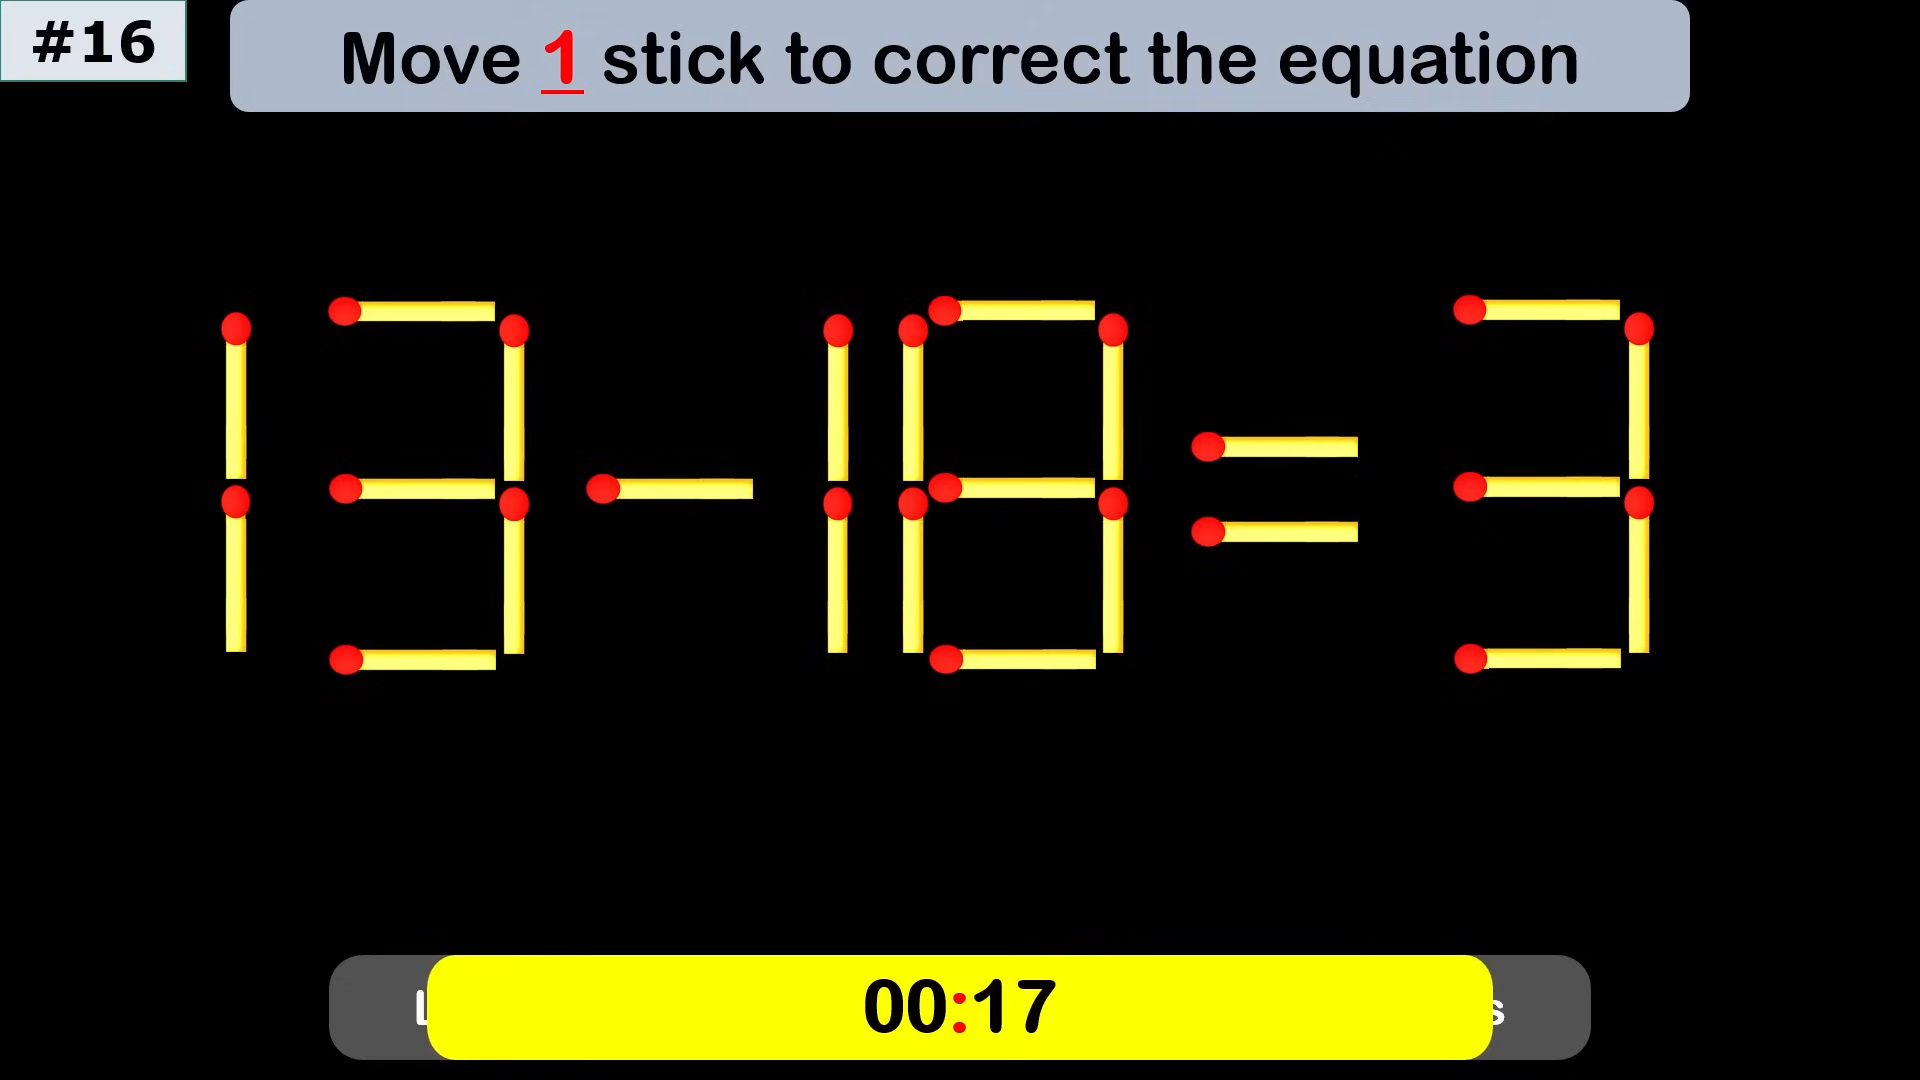 #16
Move 1 stick to correct the equation
13-18=3
00:17